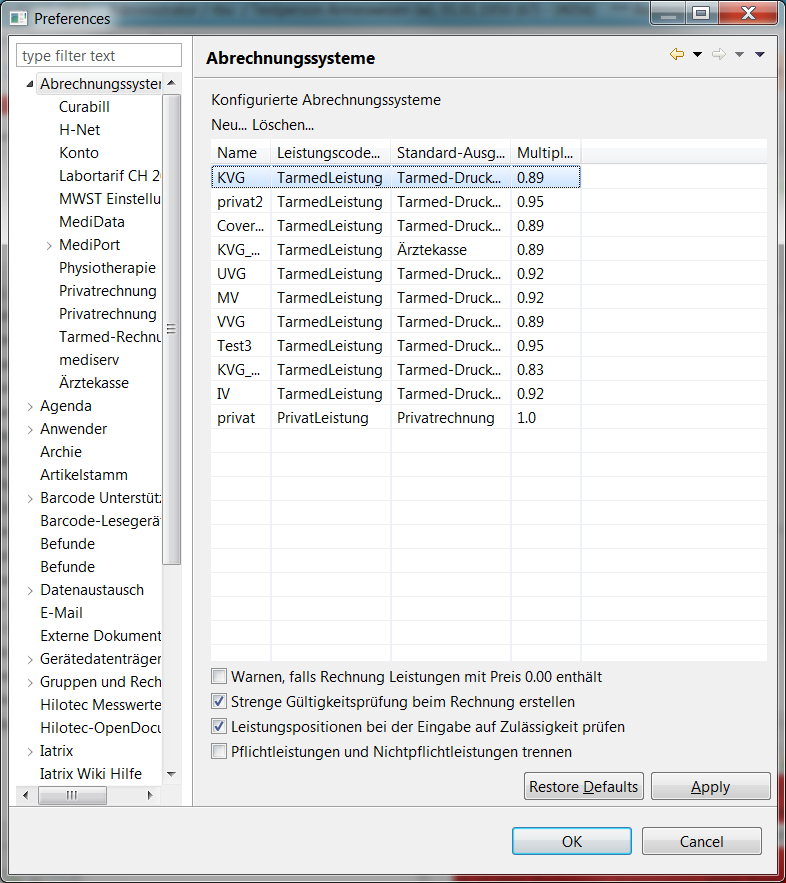 Preferences
type filter text
Abrechnungssyster
Curabill
H-Net
Konto
Labortarif CH 2
MWST Einstellu
MediData
MediPort
Physiotherapie
Privatrechnung
Privatrechnung
Tarmed-Rechnu
mediserv
Ärztekasse
Agenda
Anwender
Archie
Artikelstamm
Barcode Unterstütz
Barcode-Lesegerä
Befunde
Befunde
Datenaustausch
E-Mail
Externe Dokument
Gerätedatenträger
Gruppen und Rech
Hilotec Messwerte
Hilotec-OpenDocu
Iatrix
Iatrix Wiki Hilfe
Abrechnungssysteme
Konfigurierte Abrechnungssysteme
Neu... Löschen...
Name Leistungscode... Standard-Ausg... Multipl...
KVG TarmedLeistung Tarmed-Druck... 0.89
privat2 TarmedLeistung Tarmed-Druck... 0.95
Cover... TarmedLeistung Tarmed-Druck... 0.89
KVG_... TarmedLeistung Ärztekasse 0.89
UVG TarmedLeistung Tarmed-Druck... 0.92
MV TarmedLeistung Tarmed-Druck... 0.92
VVG TarmedLeistung Tarmed-Druck... 0.89
Test3 TarmedLeistung Tarmed-Druck... 0.95
KVG_... TarmedLeistung Tarmed-Druck... 0.83
IV TarmedLeistung Tarmed-Druck... 0.92
privat PrivatLeistung Privatrechnung 1.0
Warnen, falls Rechnung Leistungen mit Preis 0.00 enthält
Strenge Gültigkeitsprüfung beim Rechnung erstellen
Leistungspositionen bei der Eingabe auf Zulässigkeit prüfen
Pflichtleistungen und Nichtpflichtleistungen trennen
Restore Defaults Apply
OK Cancel